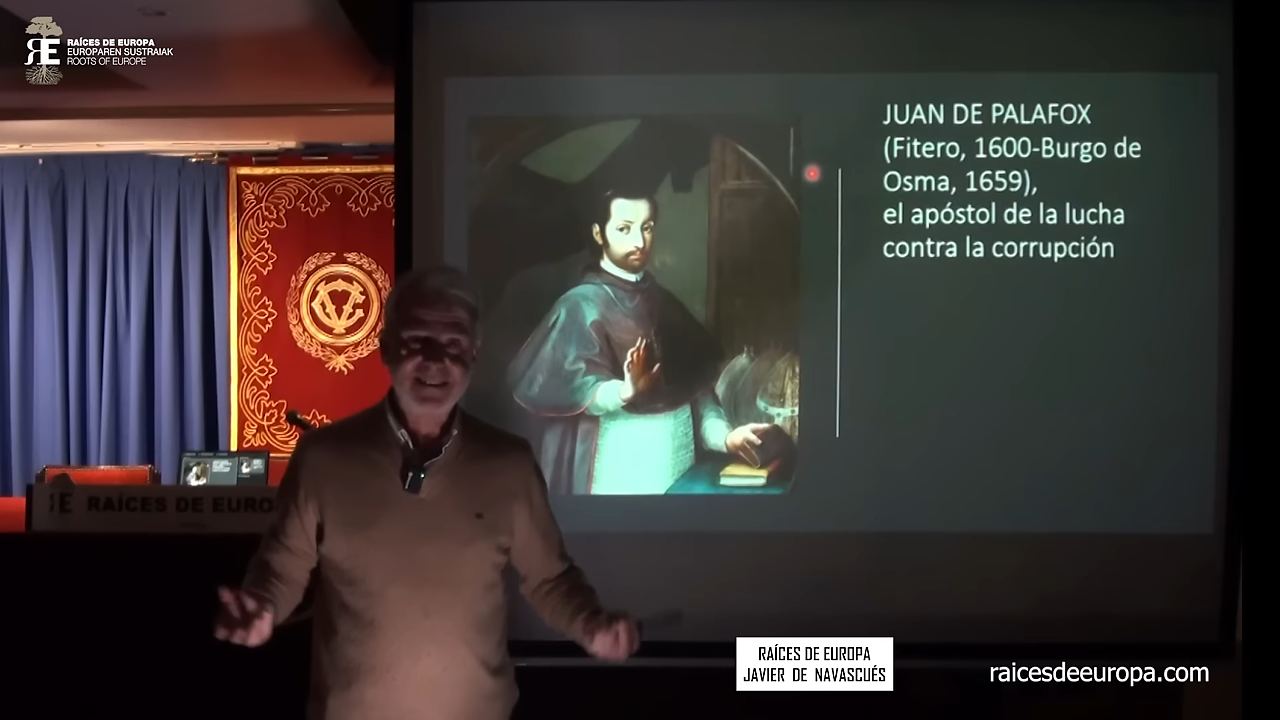 RE
RAÍCES DE EUROPA
EUROPAREN SUSTRAIAK
ROOTS OF EUROPE
JUAN DE PALAFOX
(Fitero, 1600-Burgo de
Osma, 1659),
el apóstol de la lucha
contra la corrupción
RAÍCES DE EURO
RAÍCES DE EUROPA
JAVIER DE NAVASCUÉS
raicesdeeuropa.com